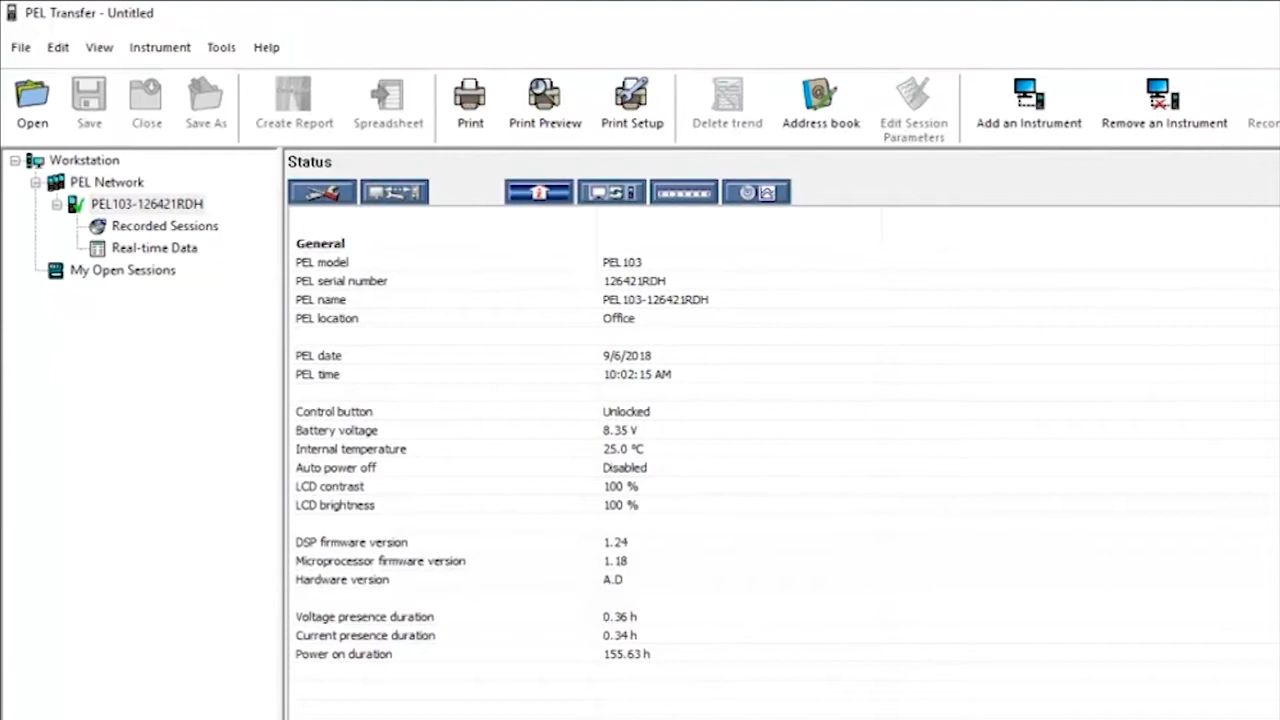 PEL Transfer - Untitled
File Edit View Instrument Tools Help
Open Save Close Save As Create Report Spreadsheet Print Print Preview Print Setup Delete trend Address book Edit Session Parameters Add an Instrument Remove an Instrument
Workstation
PEL Network
PEL103-126421RDH
Recorded Sessions
Real-time Data
My Open Sessions
Status
General
PEL model PEL103
PEL serial number 126421RDH
PEL name PEL103-126421RDH
PEL location Office
PEL date 9/6/2018
PEL time 10:02:15 AM
Control button Unlocked
Battery voltage 8.35 V
Internal temperature 25.0 °C
Auto power off Disabled
LCD contrast 100 %
LCD brightness 100 %
DSP firmware version 1.24
Microprocessor firmware version 1.18
Hardware version A.D
Voltage presence duration 0.36 h
Current presence duration 0.34 h
Power on duration 155.63 h